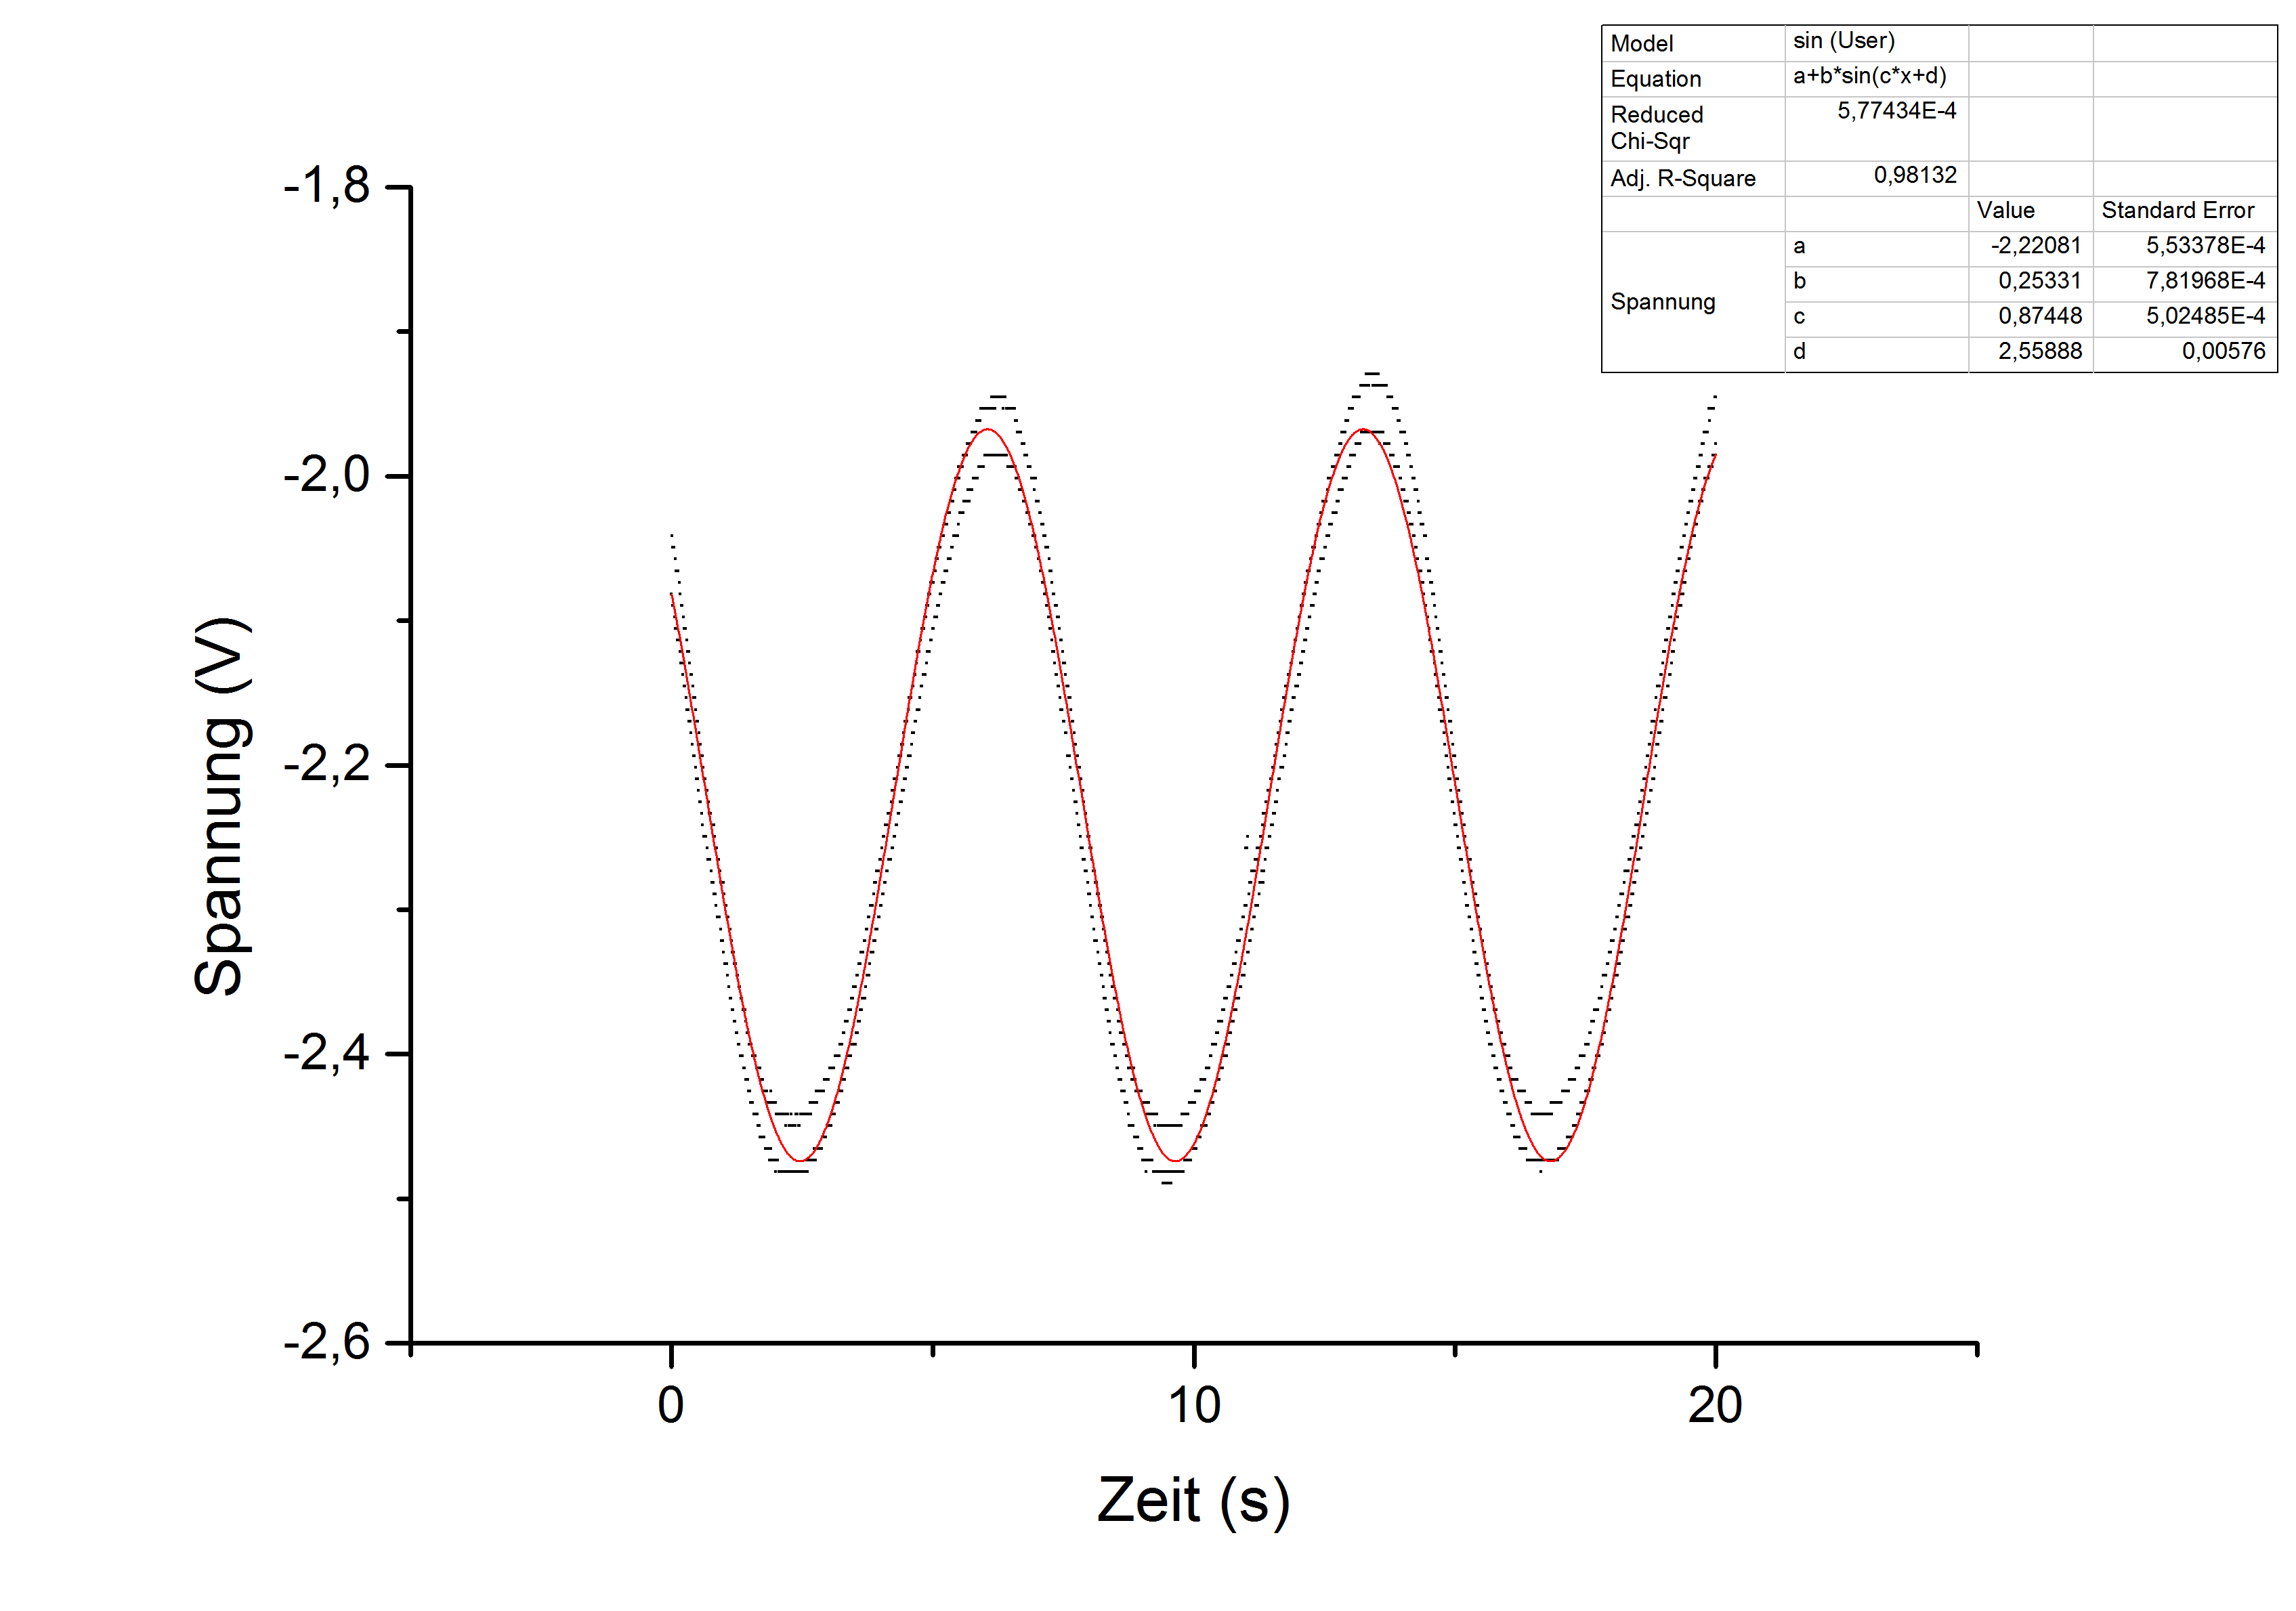 Model sin (User)
Equation a+b*sin(c*x+d)
Reduced Chi-Sqr 5,77434E-4
Adj. R-Square 0,98132
Value Standard Error
Spannung
a -2,22081 5,53378E-4
b 0,25331 7,81968E-4
c 0,87448 5,02485E-4
d 2,55888 0,00576
-1,8
-2,0
-2,2
-2,4
-2,6
Spannung (V)
0 10 20
Zeit (s)